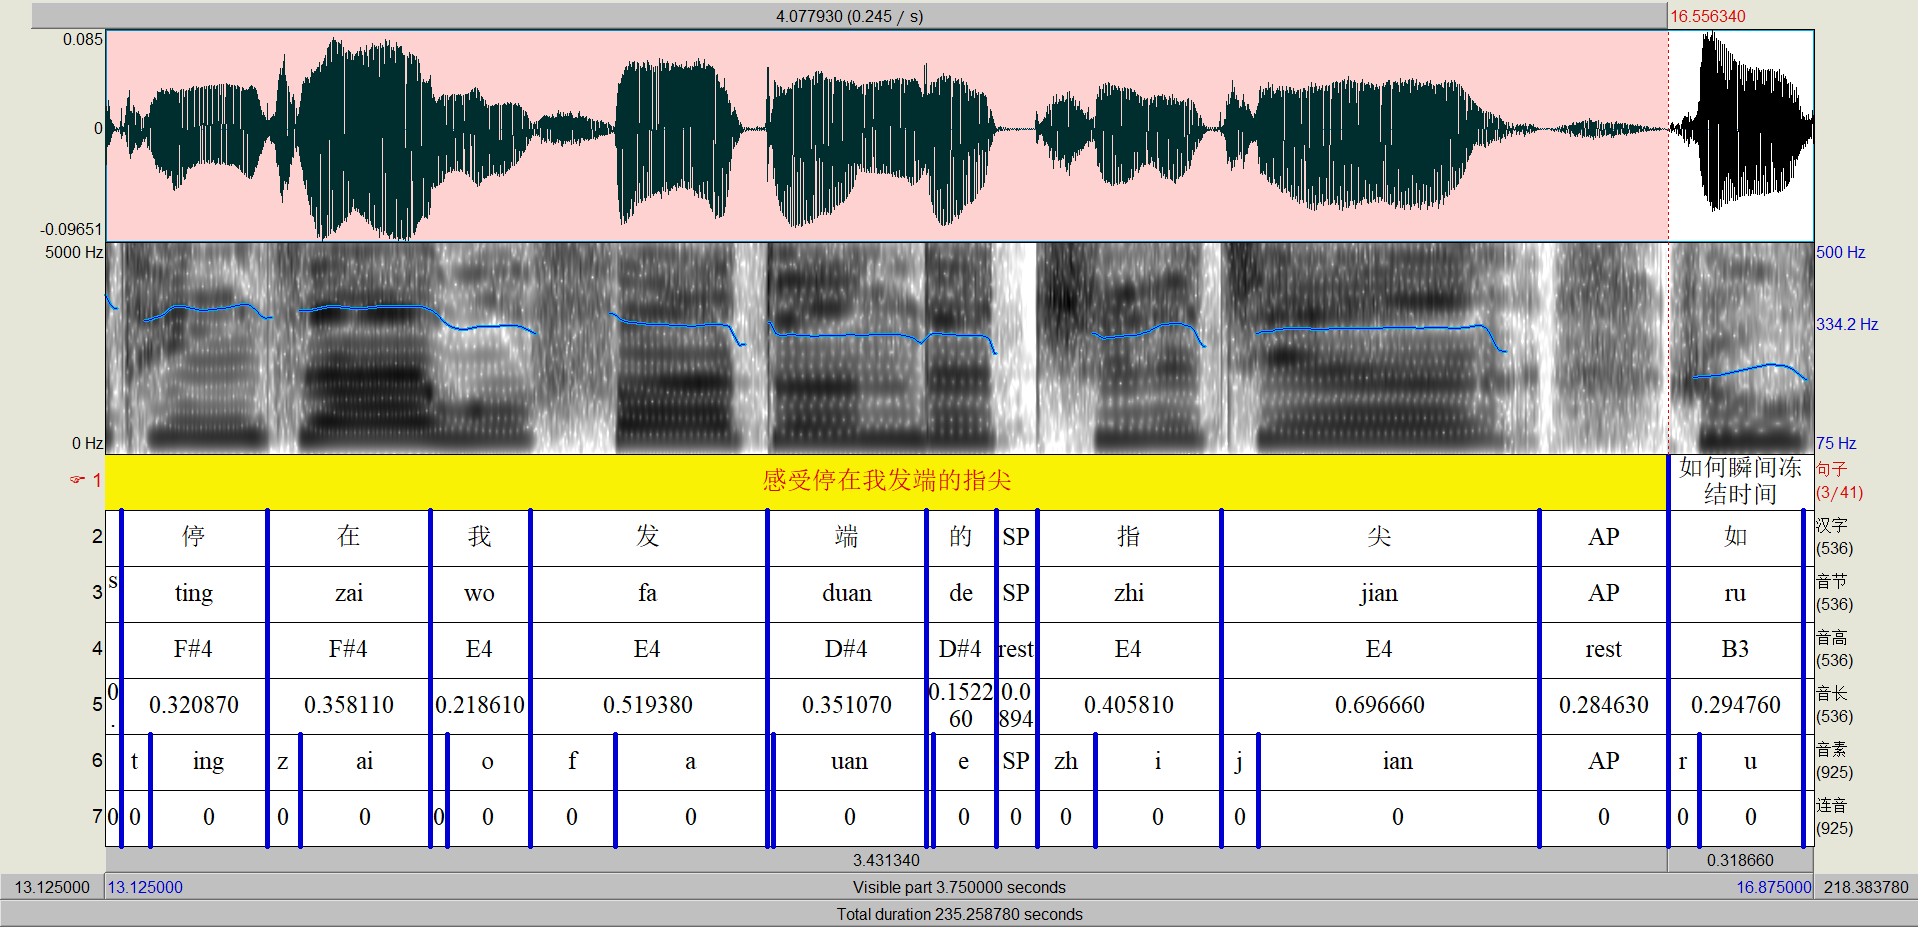 4.077930 (0.245 / s) 16.556340
0.085
0
-0.09651
5000 Hz 500 Hz
334.2 Hz
0 Hz 75 Hz
☞ 1 感受停在我发端的指尖 如何瞬间冻结时间 句子 (3/41)
2 停 在 我 发 端 的 SP 指 尖 AP 如 汉字 (536)
3 s ting zai wo fa duan de SP zhi jian AP ru 音节 (536)
4 F#4 F#4 E4 E4 D#4 D#4 rest E4 E4 rest B3 音高 (536)
5 0. 0.320870 0.358110 0.218610 0.519380 0.351070 0.152260 0.0894 0.405810 0.696660 0.284630 0.294760 音长 (536)
6 t ing z ai o f a uan e SP zh i j ian AP r u 音素 (925)
7 0 0 0 0 0 0 0 0 0 0 0 0 0 0 0 0 0 0 0 连音 (925)
3.431340 0.318660
13.125000 13.125000 Visible part 3.750000 seconds 16.875000 218.383780
Total duration 235.258780 seconds